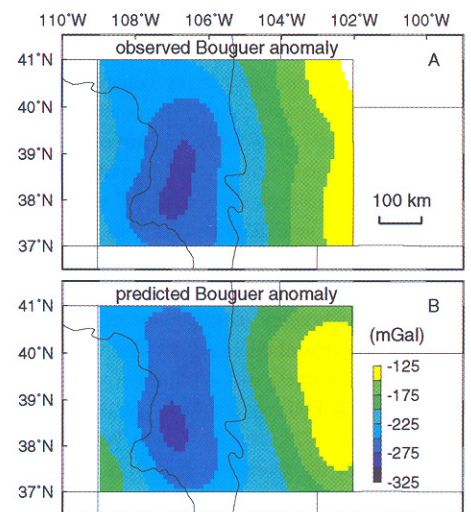 110°W 108°W 106°W 104°W 102°W 100°W
observed Bouguer anomaly
A
41°N
40°N
39°N
38°N
37°N
100 km
predicted Bouguer anomaly
B
41°N
40°N
39°N
38°N
37°N
(mGal)
-125
-175
-225
-275
-325